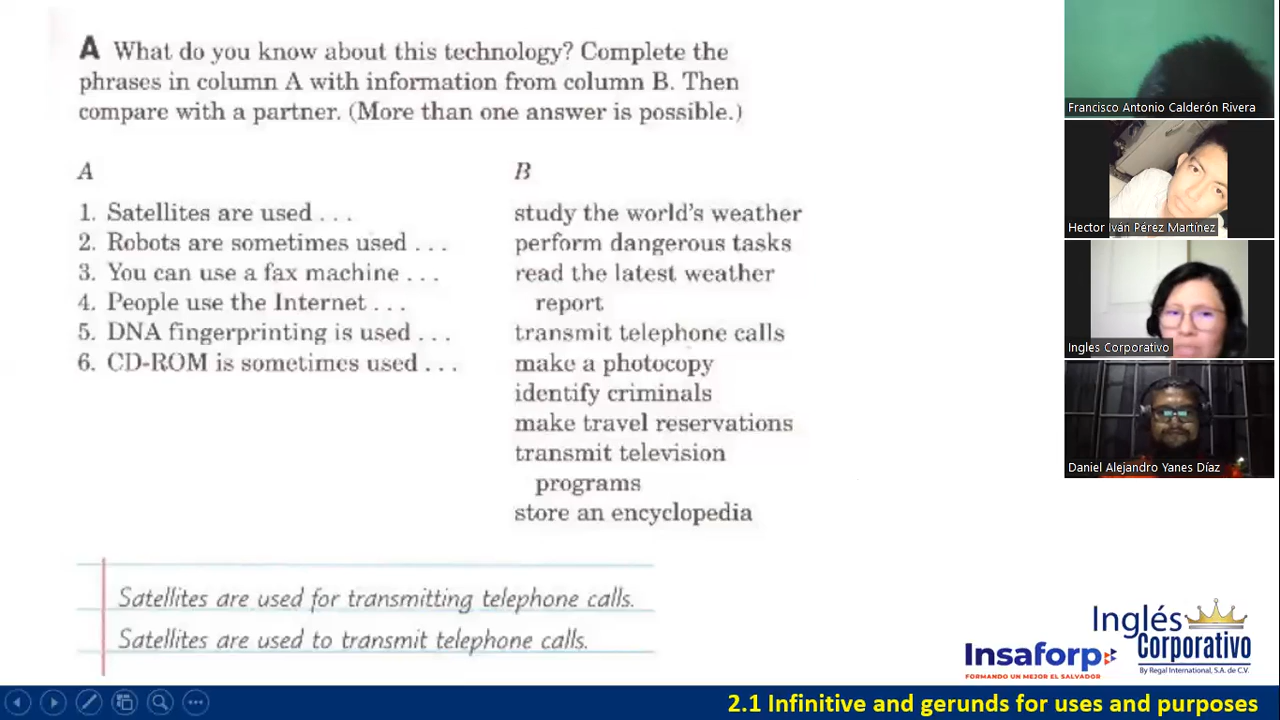 A What do you know about this technology? Complete the
phrases in column A with information from column B. Then
compare with a partner. (More than one answer is possible.)
A
1. Satellites are used . . .
2. Robots are sometimes used . . .
3. You can use a fax machine . . .
4. People use the Internet . . .
5. DNA fingerprinting is used . . .
6. CD-ROM is sometimes used . . .
B
study the world's weather
perform dangerous tasks
read the latest weather
report
transmit telephone calls
make a photocopy
identify criminals
make travel reservations
transmit television
programs
store an encyclopedia
Satellites are used for transmitting telephone calls.
Satellites are used to transmit telephone calls.
Francisco Antonio Calderón Rivera
Hector Iván Pérez Martínez
Ingles Corporativo
Daniel Alejandro Yanes Díaz
Insaforp
FORMANDO UN MEJOR EL SALVADOR
Inglés
Corporativo
By Regal International, S.A. de C.V.
2.1 Infinitive and gerunds for uses and purposes